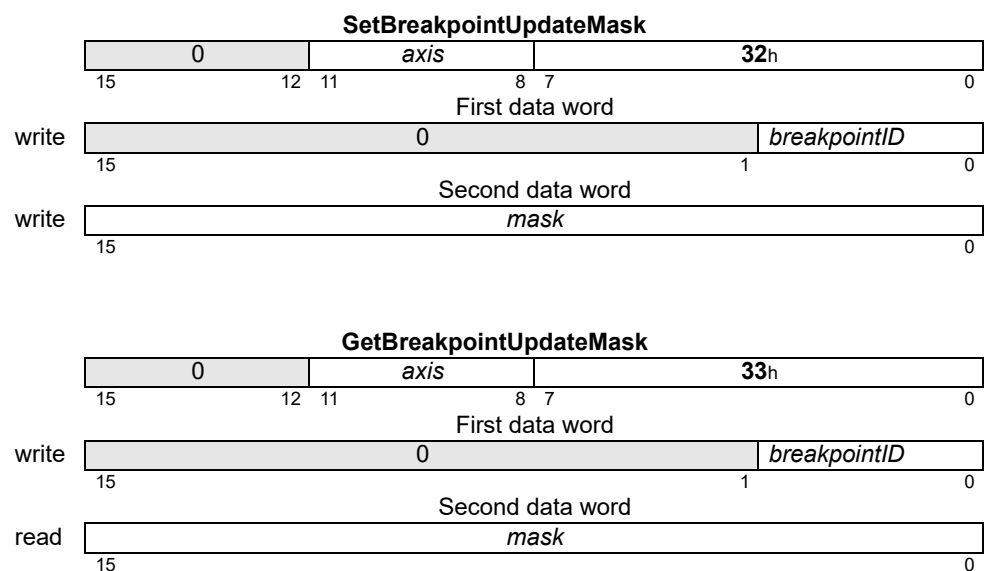 SetBreakpointUpdateMask
0 axis 32h
15 12 11 8 7 0
First data word
write 0 breakpointID
15 1 0
Second data word
write mask
15 0
GetBreakpointUpdateMask
0 axis 33h
15 12 11 8 7 0
First data word
write 0 breakpointID
15 1 0
Second data word
read mask
15 0